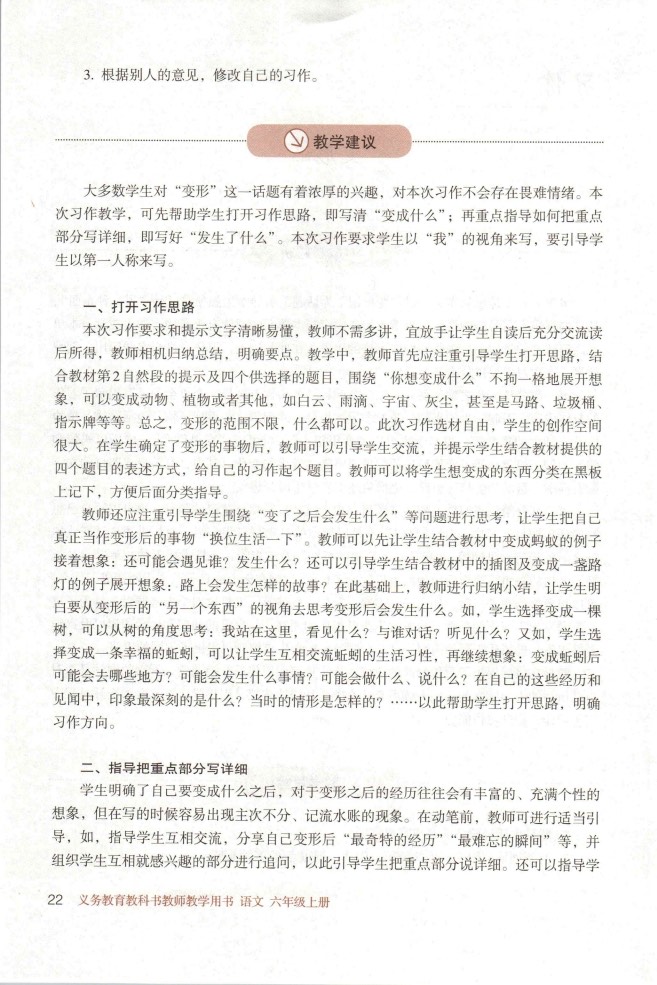 3. 根据别人的意见，修改自己的习作。
教学建议
大多数学生对“变形”这一话题有着浓厚的兴趣，对本次习作不会存在畏难情绪。本
次习作教学，可先帮助学生打开习作思路，即写清“变成什么”；再重点指导如何把重点
部分写详细，即写好“发生了什么”。本次习作要求学生以“我”的视角来写，要引导学
生以第一人称来写。
一、打开习作思路
本次习作要求和提示文字清晰易懂，教师不需多讲，宜放手让学生自读后充分交流读
后所得，教师相机归纳总结，明确要点。教学中，教师首先应注重引导学生打开思路，结
合教材第2自然段的提示及四个供选择的题目，围绕“你想变成什么”不拘一格地展开想
象，可以变成动物、植物或者其他，如白云、雨滴、宇宙、灰尘，甚至是马路、垃圾桶、
指示牌等等。总之，变形的范围不限，什么都可以。此次习作选材自由，学生的创作空间
很大。在学生确定了变形的事物后，教师可以引导学生交流，并提示学生结合教材提供的
四个题目的表述方式，给自己的习作起个题目。教师可以将学生想变成的东西分类在黑板
上记下，方便后面分类指导。
教师还应注重引导学生围绕“变了之后会发生什么”等问题进行思考，让学生把自己
真正当作变形后的事物“换位生活一下”。教师可以先让学生结合教材中变成蚂蚁的例子
接着想象：还可能会遇见谁？发生什么？还可以引导学生结合教材中的插图及变成一盏路
灯的例子展开想象：路上会发生怎样的故事？在此基础上，教师进行归纳小结，让学生明
白要从变形后的“另一个东西”的视角去思考变形后会发生什么。如，学生选择变成一棵
树，可以从树的角度思考：我站在这里，看见什么？与谁对话？听见什么？又如，学生选
择变成一条幸福的蚯蚓，可以让学生互相交流蚯蚓的生活习性，再继续想象：变成蚯蚓后
可能会去哪些地方？可能会发生什么事情？可能会做什么、说什么？在自己的这些经历和
见闻中，印象最深刻的是什么？当时的情形是怎样的？……以此帮助学生打开思路，明确
习作方向。
二、指导把重点部分写详细
学生明确了自己要变成什么之后，对于变形之后的经历往往会有丰富的、充满个性的
想象，但在写的时候容易出现主次不分、记流水账的现象。在动笔前，教师可进行适当引
导，如，指导学生互相交流，分享自己变形后“最奇特的经历”“最难忘的瞬间”等，并
组织学生互相就感兴趣的部分进行追问，以此引导学生把重点部分说详细。还可以指导学
22 义务教育教科书教师教学用书 语文 六年级上册